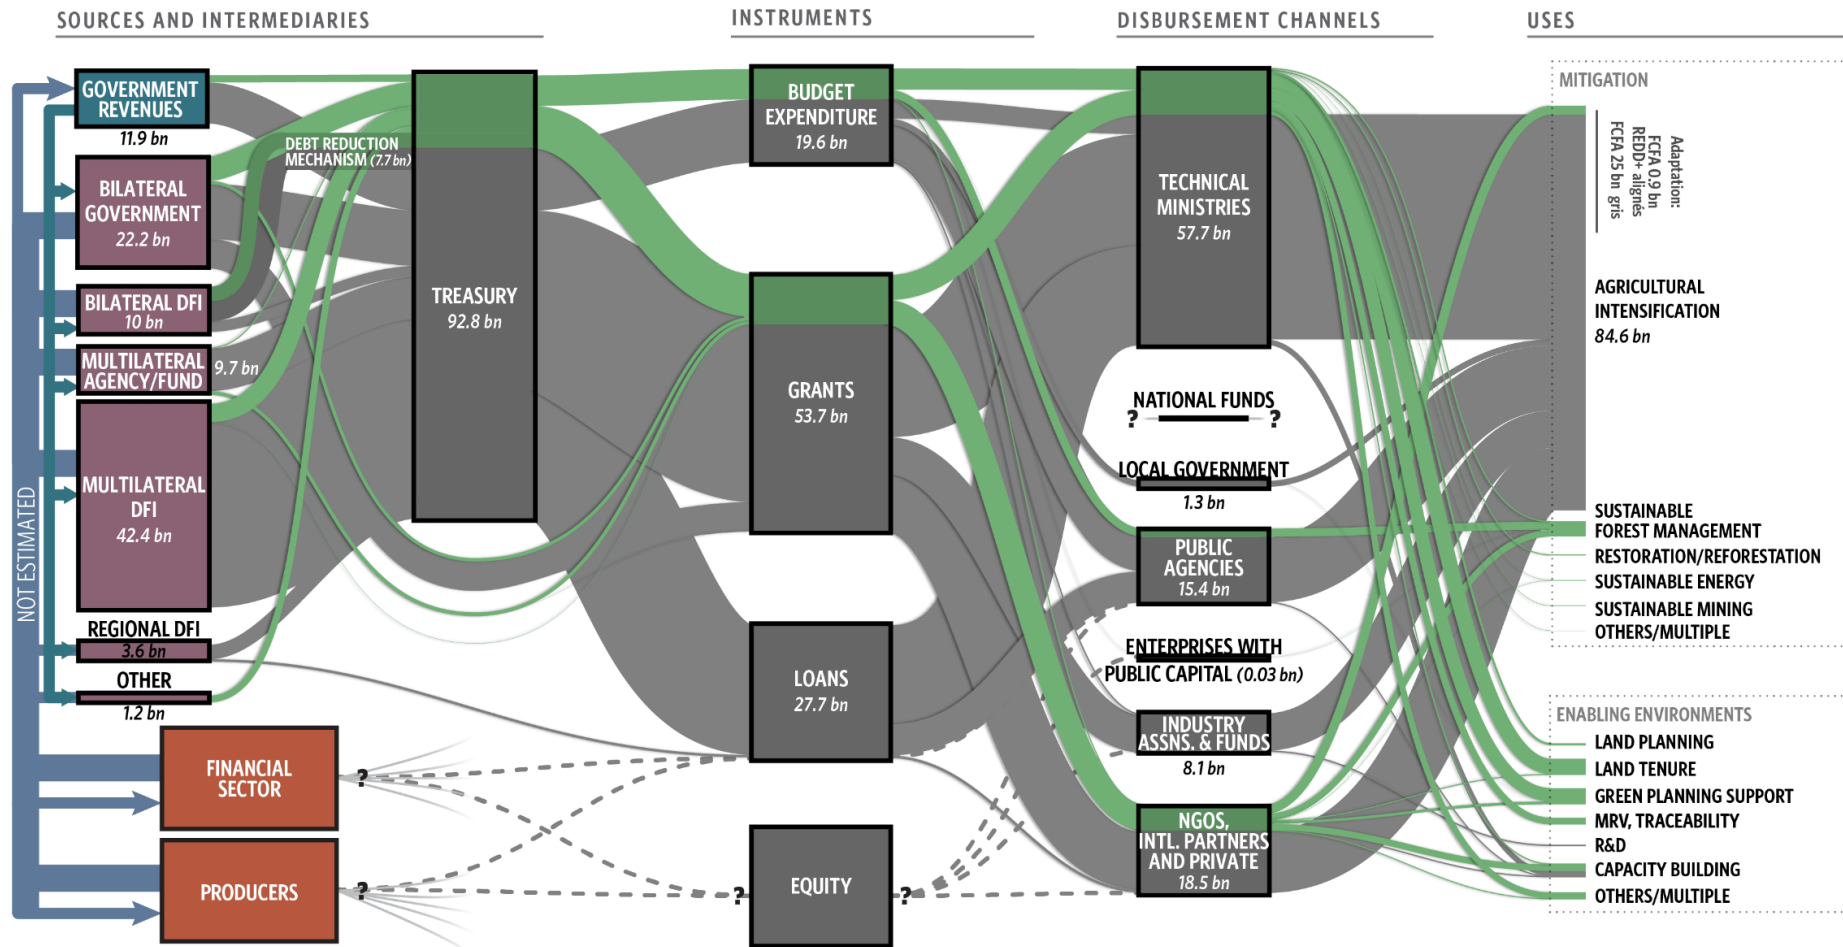 SOURCES AND INTERMEDIARIES
INSTRUMENTS
DISBURSEMENT CHANNELS
USES
GOVERNMENT
REVENUES
11.9 bn
BILATERAL
GOVERNMENT
22.2 bn
BILATERAL DFI
10 bn
MULTILATERAL
AGENCY/FUND
9.7 bn
MULTILATERAL
DFI
42.4 bn
REGIONAL DFI
3.6 bn
OTHER
1.2 bn
FINANCIAL
SECTOR
?
PRODUCERS
?
NOT ESTIMATED
DEBT REDUCTION
MECHANISM (7.7 bn)
TREASURY
92.8 bn
BUDGET
EXPENDITURE
19.6 bn
GRANTS
53.7 bn
LOANS
27.7 bn
?
EQUITY
?
TECHNICAL
MINISTRIES
57.7 bn
NATIONAL FUNDS
? ?
LOCAL GOVERNMENT
1.3 bn
PUBLIC
AGENCIES
15.4 bn
ENTERPRISES WITH
PUBLIC CAPITAL (0.03 bn)
INDUSTRY
ASSNS. & FUNDS
8.1 bn
NGOS,
INTL. PARTNERS
AND PRIVATE
18.5 bn
MITIGATION
Adaptation:
FCFA 0.9 bn
REDD+ alignés
FCFA 25 bn gris
AGRICULTURAL
INTENSIFICATION
84.6 bn
SUSTAINABLE
FOREST MANAGEMENT
RESTORATION/REFORESTATION
SUSTAINABLE ENERGY
SUSTAINABLE MINING
OTHERS/MULTIPLE
ENABLING ENVIRONMENTS
LAND PLANNING
LAND TENURE
GREEN PLANNING SUPPORT
MRV, TRACEABILITY
R&D
CAPACITY BUILDING
OTHERS/MULTIPLE